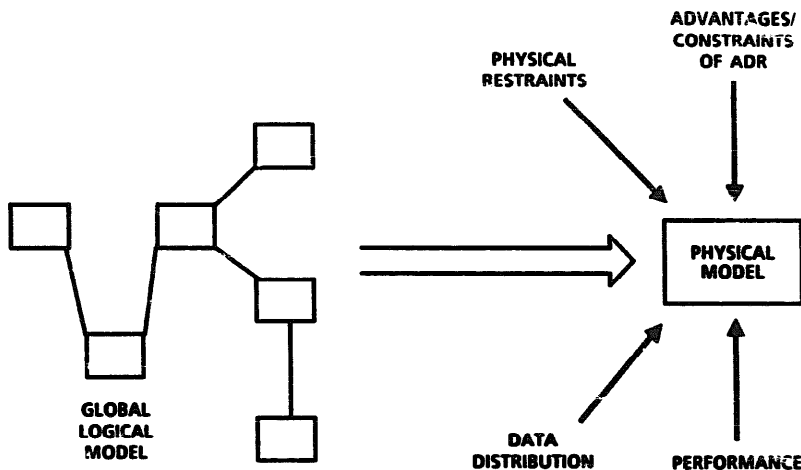 ADVANTAGES/
CONSTRAINTS
OF ADR
PHYSICAL
RESTRAINTS
PHYSICAL
MODEL
GLOBAL
LOGICAL
MODEL
DATA
DISTRIBUTION
PERFORMANCE